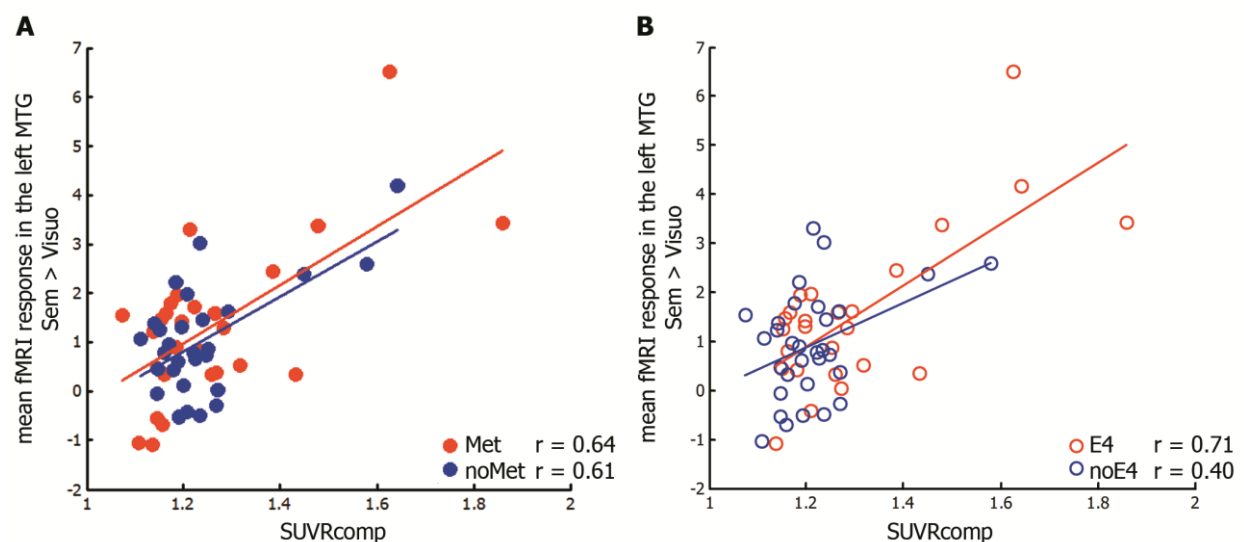 A
mean fMRI response in the left MTG
Sem > Visuo
7
6
5
4
3
2
1
0
-1
-2
1
1.2
1.4
1.6
1.8
2
SUVRcomp
Met r = 0.64
noMet r = 0.61
B
mean fMRI response in the left MTG
Sem > Visuo
7
6
5
4
3
2
1
0
-1
-2
1
1.2
1.4
1.6
1.8
2
SUVRcomp
E4 r = 0.71
noE4 r = 0.40